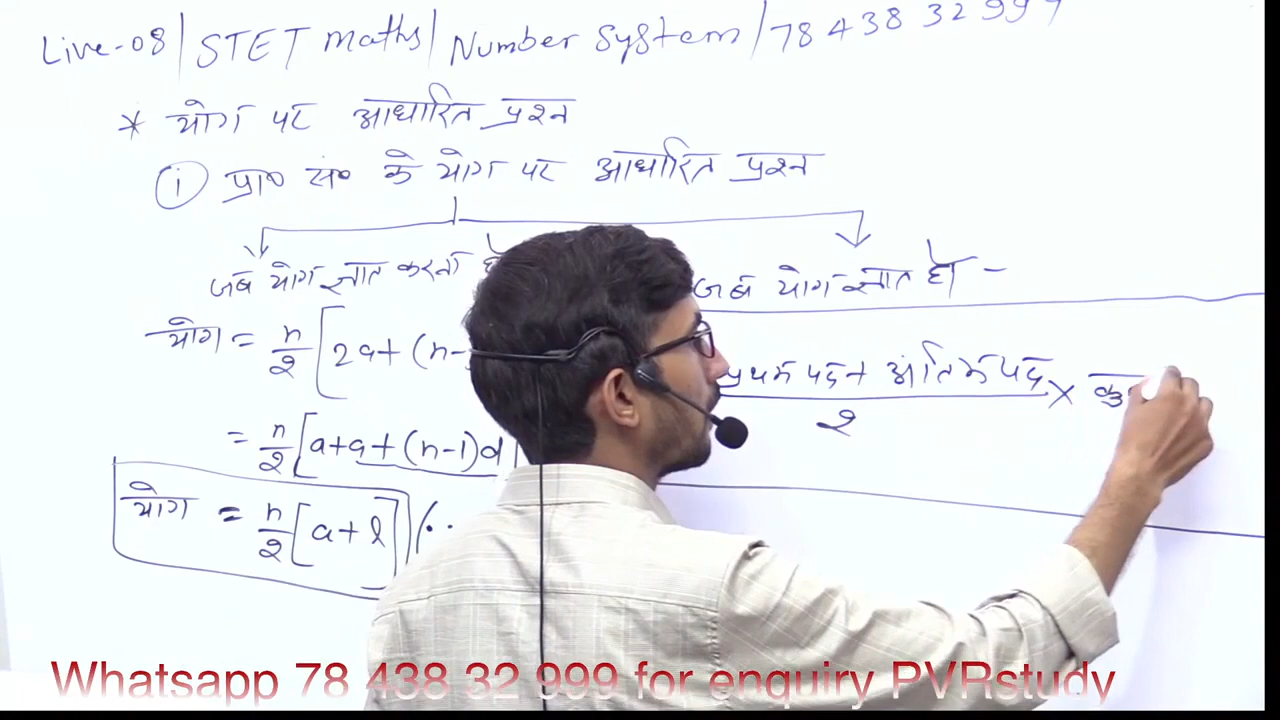 Live-08/STET maths/Number System/78 438 32 999
* योग पर आधारित प्रश्न
(i) प्रा० सं० के योग पर आधारित प्रश्न
जब योग ज्ञात करना
जब योग ज्ञात हो -
योग = n/2 [2a+(n-
प्रथम पद + अंतिम पद / 2 ×
= n/2 [a+a+(n-1)d]
योग = n/2 [a+l] (∵
Whatsapp 78 438 32 999 for enquiry PVRstudy